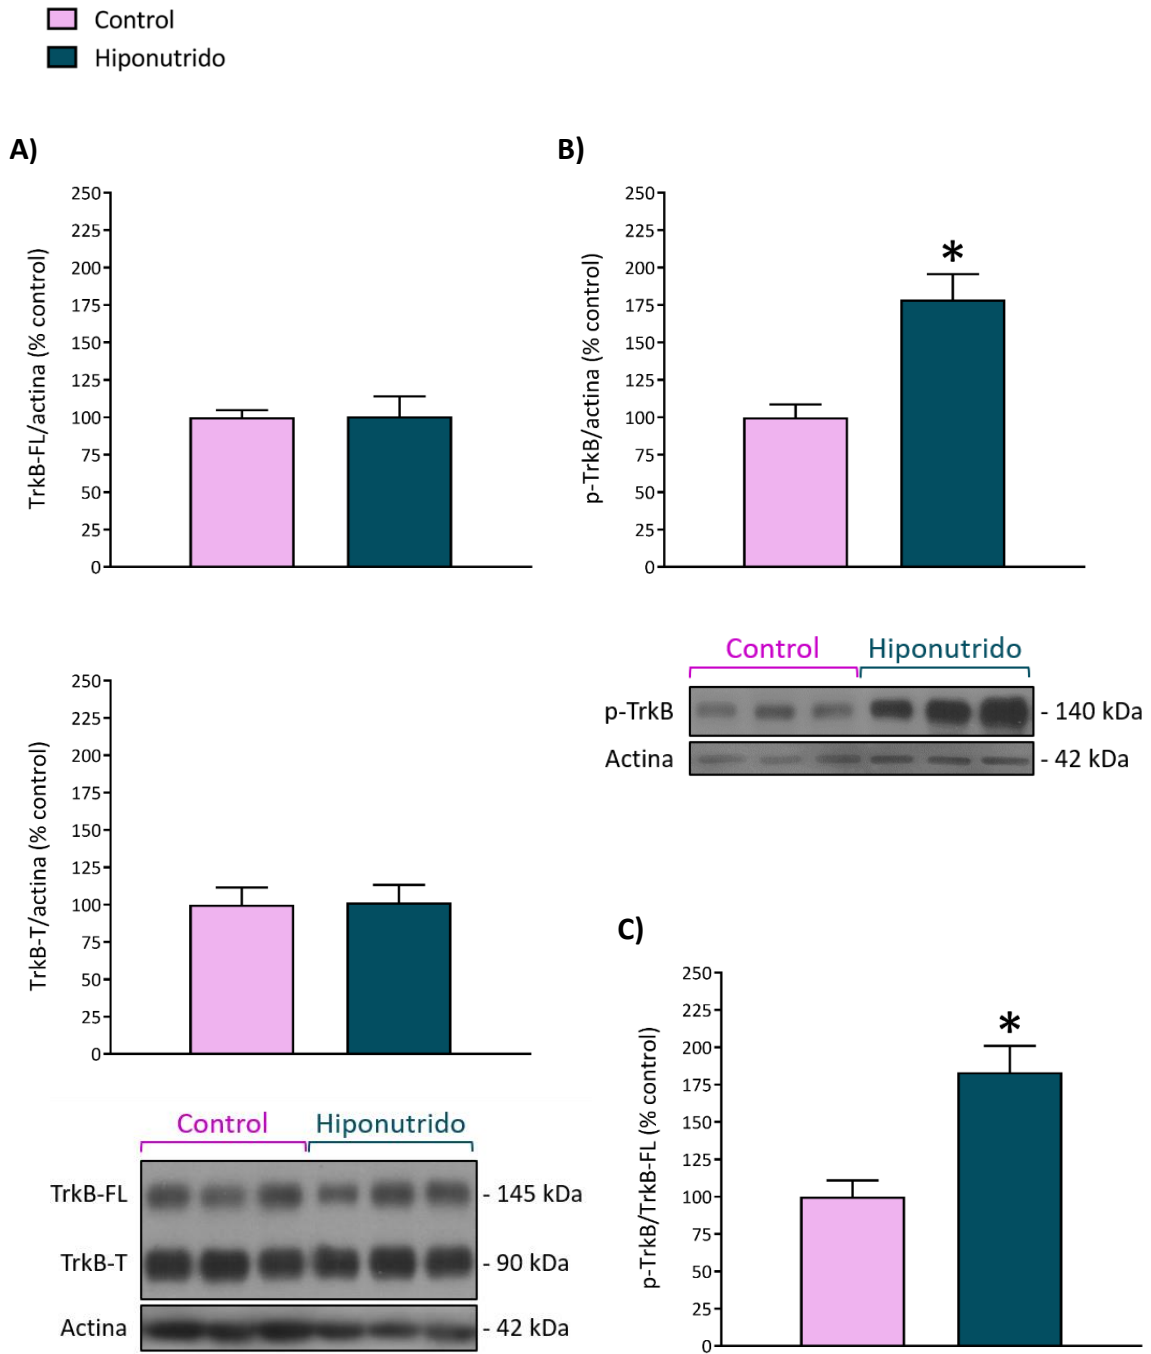 Control
Hiponutrido
A)
250
225
200
175
150
125
100
75
50
25
0
TrkB-FL/actina (% control)
B)
250
225
200
175
150
125
100
75
50
25
0
p-TrkB/actina (% control)
*
Control Hiponutrido
p-TrkB - 140 kDa
Actina - 42 kDa
250
225
200
175
150
125
100
75
50
25
0
TrkB-T/actina (% control)
Control Hiponutrido
TrkB-FL - 145 kDa
TrkB-T - 90 kDa
Actina - 42 kDa
C)
250
225
200
175
150
125
100
75
50
25
0
p-TrkB/TrkB-FL (% control)
*